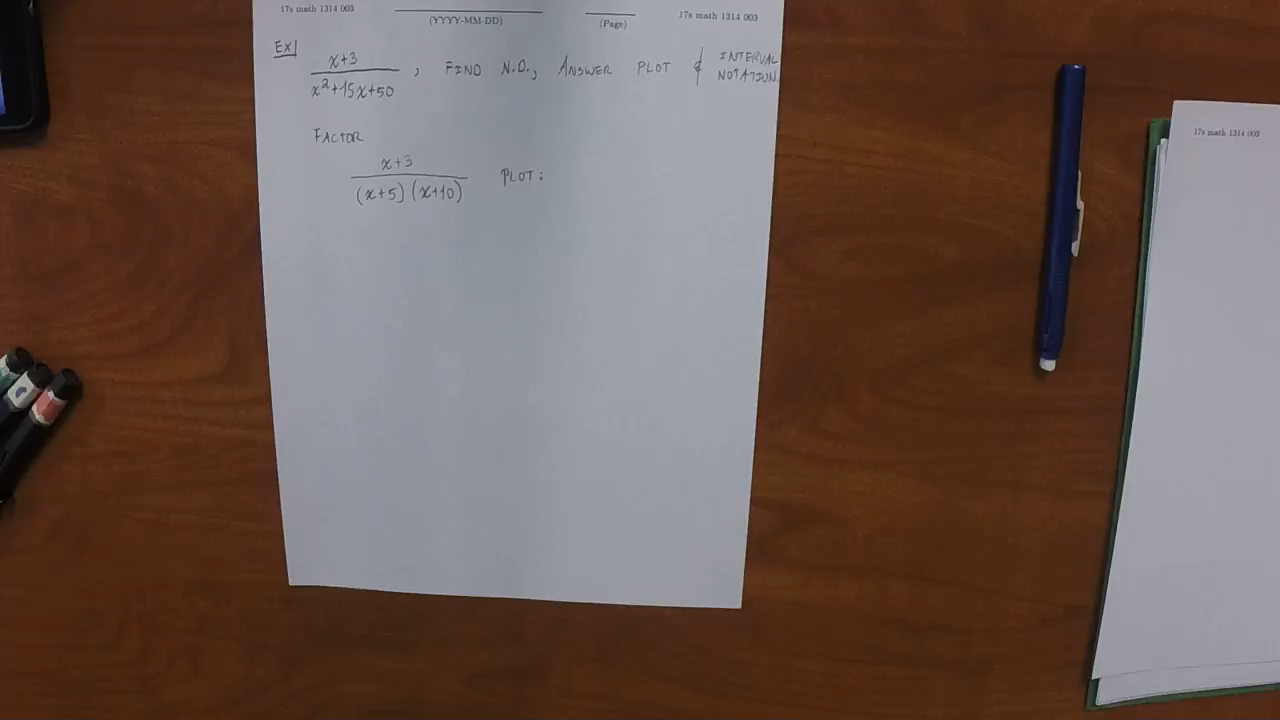 17s math 1314 003
(YYYY-MM-DD)
(Page)
17s math 1314 003
Ex1
x+3
x²+15x+50
, FIND N.D., ANSWER PLOT & INTERVAL NOTATION.
FACTOR
x+3
(x+5) (x+10)
PLOT:
17s math 1314 003